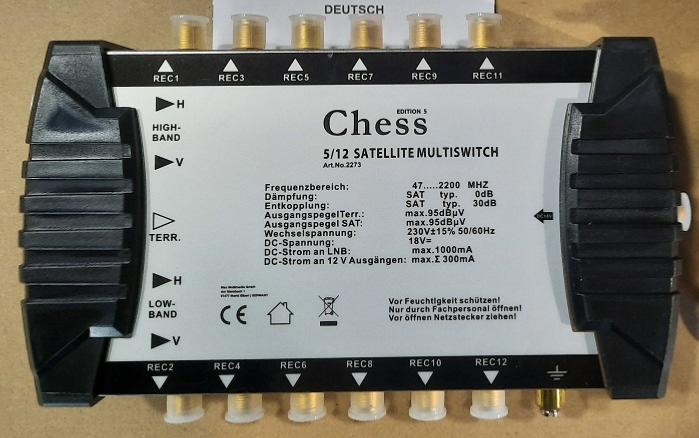 DEUTSCH
REC1 REC3 REC5 REC7 REC9 REC11
H
HIGH-
BAND
V
TERR.
H
LOW-
BAND
V
EDITION 5
Chess
5/12 SATELLITE MULTISWITCH
Art.No.2273
Frequenzbereich: 47.....2200 MHZ
Dämpfung: SAT typ. 0dB
Entkopplung: SAT typ. 30dB
AusgangspegelTerr.: max.95dBµV
Ausgangspegel SAT: max.95dBµV
Wechselspannung: 230V±15% 50/60Hz
DC-Spannung: 18V=
DC-Strom an LNB: max.1000mA
DC-Strom an 12 V Ausgängen: max.Σ 300mA
CE
Vor Feuchtigkeit schützen!
Nur durch Fachpersonal öffnen!
Vor öffnen Netzstecker ziehen!
REC2 REC4 REC6 REC8 REC10 REC12